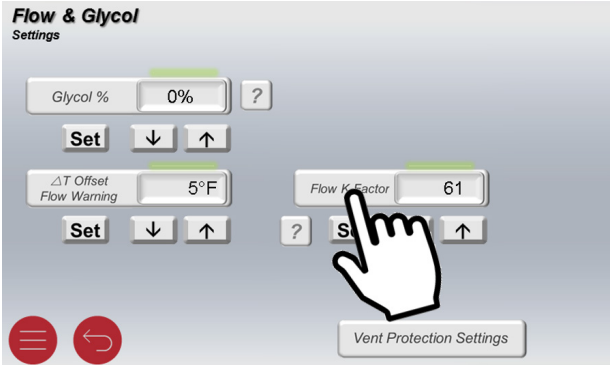 Flow & Glycol
Settings
Glycol %
0%
?
Set
△T Offset
Flow Warning
5°F
Set
Flow K Factor
61
?
Vent Protection Settings